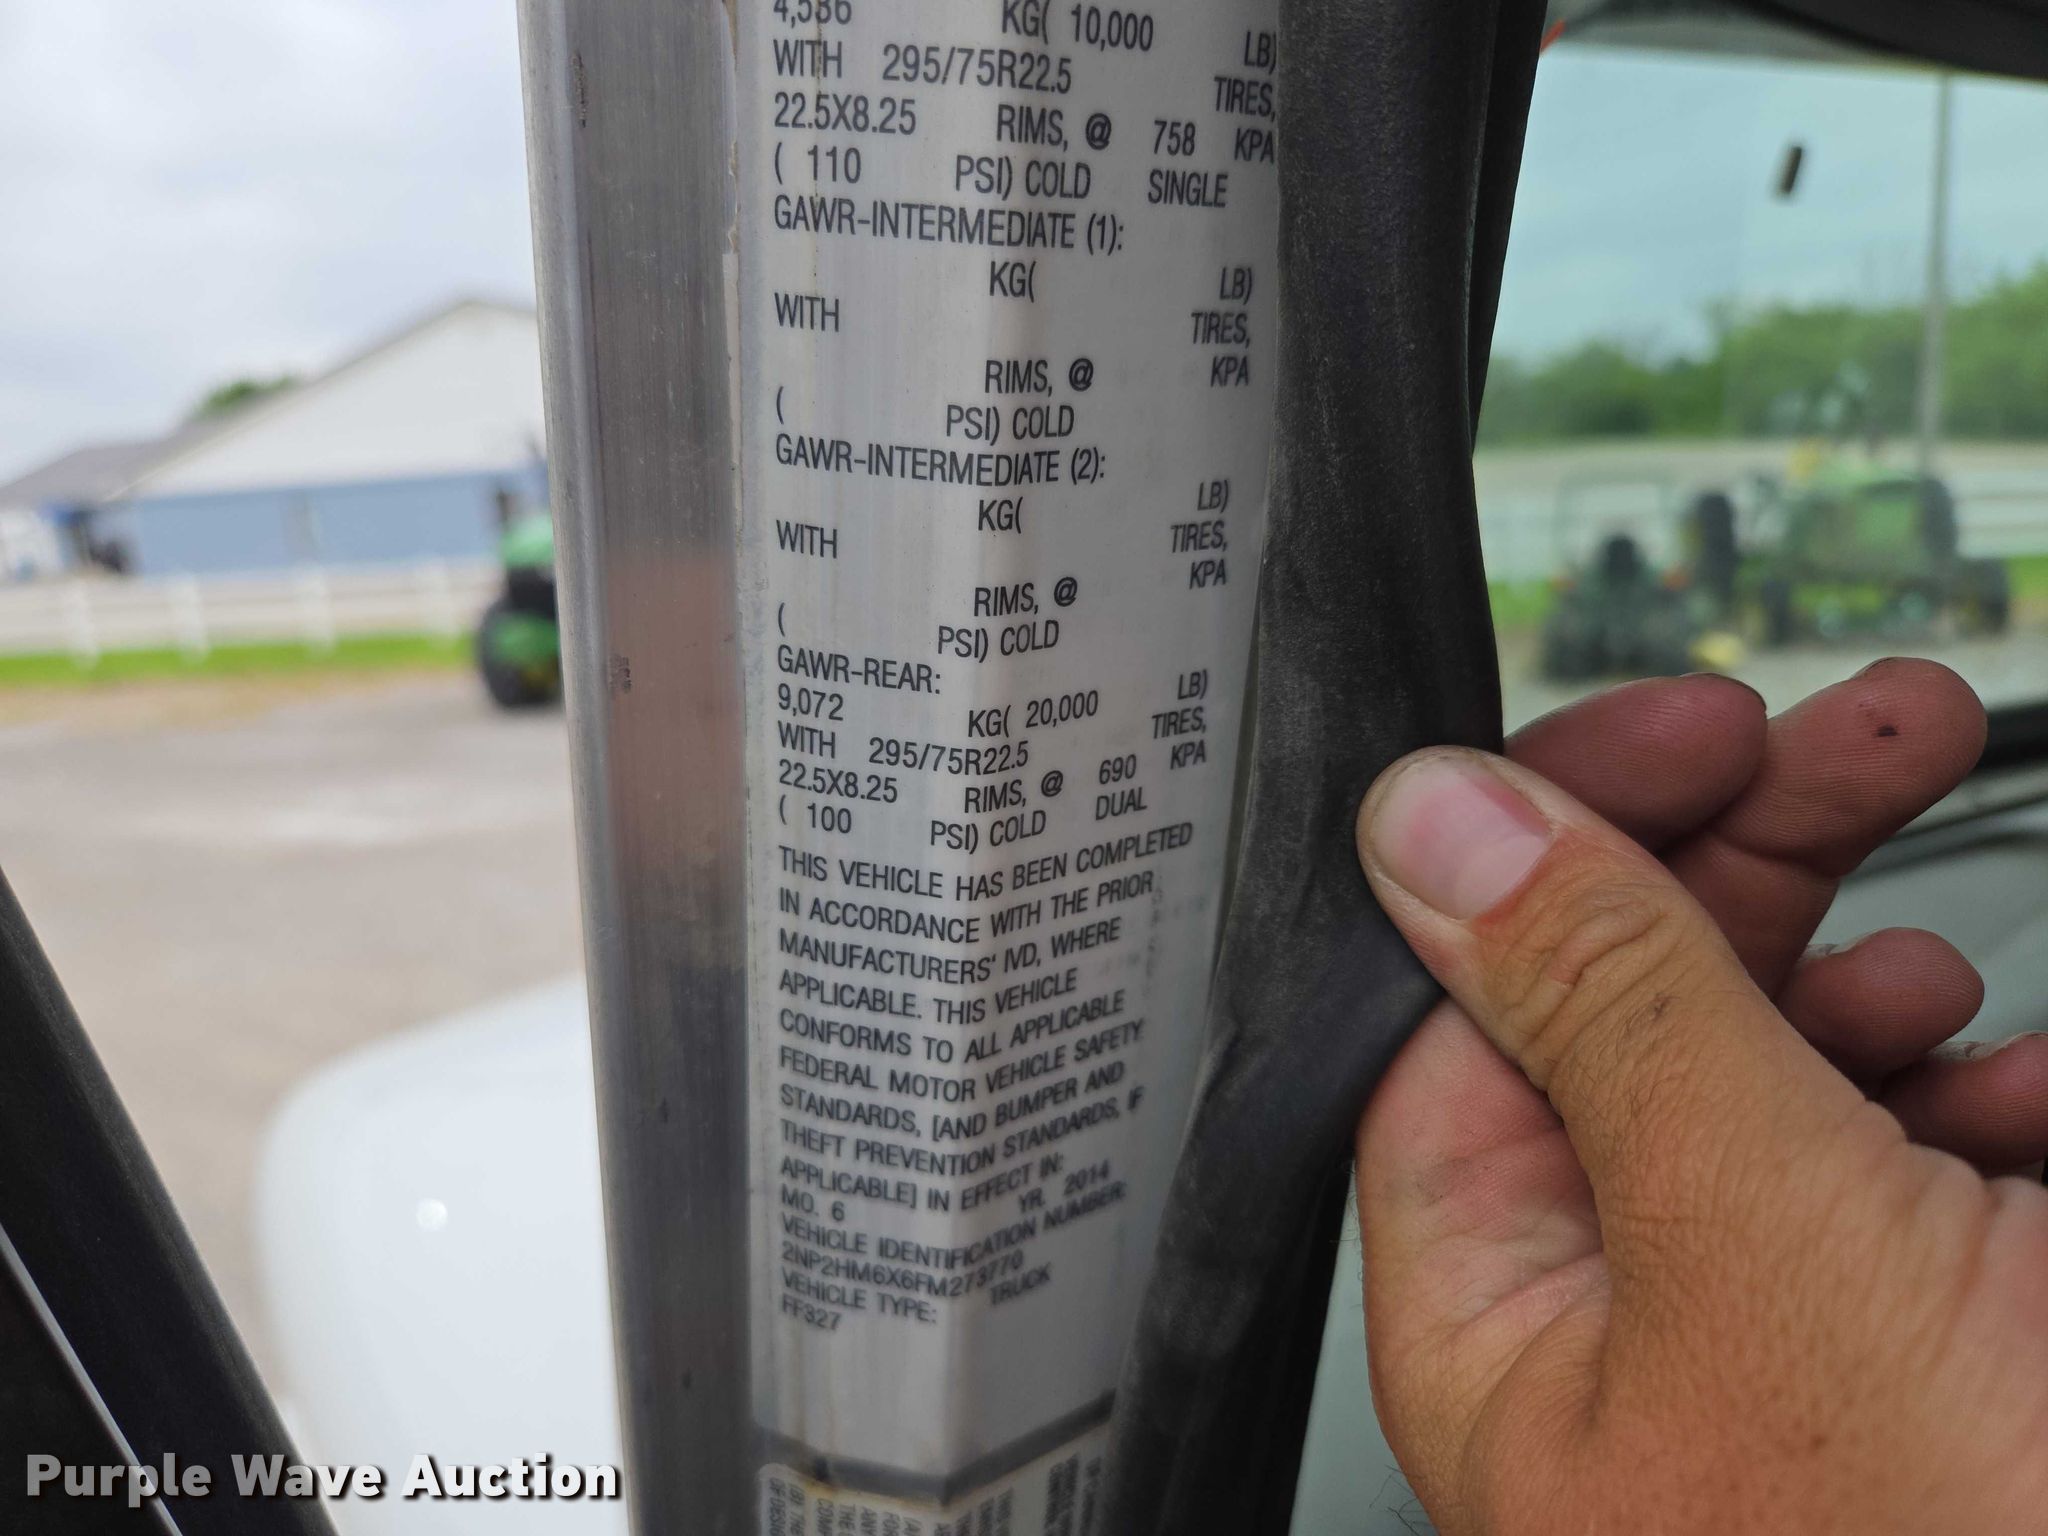 4,536 KG( 10,000 LB)
WITH 295/75R22.5 TIRES,
22.5X8.25 RIMS, @ 758 KPA
( 110 PSI) COLD SINGLE
GAWR-INTERMEDIATE (1):
KG( LB)
WITH TIRES,
RIMS, @ KPA
( PSI) COLD
GAWR-INTERMEDIATE (2):
KG( LB)
WITH TIRES,
RIMS, @ KPA
( PSI) COLD
GAWR-REAR:
9,072 KG( 20,000 LB)
WITH 295/75R22.5 TIRES,
22.5X8.25 RIMS, @ 690 KPA
( 100 PSI) COLD DUAL
THIS VEHICLE HAS BEEN COMPLETED
IN ACCORDANCE WITH THE PRIOR
MANUFACTURERS' IVD, WHERE
APPLICABLE. THIS VEHICLE
CONFORMS TO ALL APPLICABLE
FEDERAL MOTOR VEHICLE SAFETY
STANDARDS, [AND BUMPER AND
THEFT PREVENTION STANDARDS, IF
APPLICABLE] IN EFFECT IN:
MO. 6 YR. 2014
VEHICLE IDENTIFICATION NUMBER:
2NP2HM6X6FM273770
VEHICLE TYPE: TRUCK
FF327
Purple Wave Auction